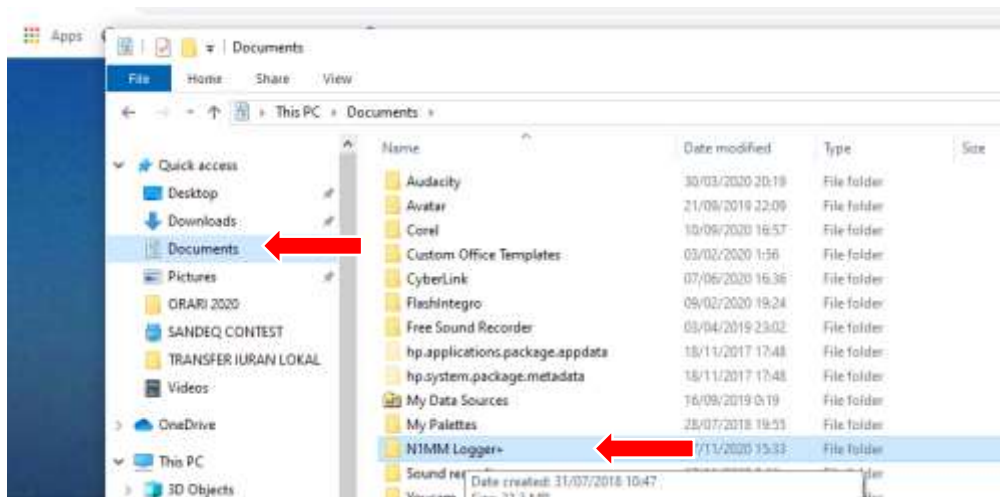 Apps
Documents
File Home Share View
This PC › Documents ›
Name Date modified Type Size
Quick access
Desktop
Downloads
Documents
Pictures
ORARI 2020
SANDEQ CONTEST
TRANSFER IURAN LOKAL
Videos
OneDrive
This PC
3D Objects
Audacity 30/03/2020 20:19 File folder
Avatar 21/09/2019 22:09 File folder
Corel 10/09/2020 16:57 File folder
Custom Office Templates 03/02/2020 1:56 File folder
CyberLink 07/06/2020 16:36 File folder
FlashIntegro 09/02/2020 19:24 File folder
Free Sound Recorder 03/04/2019 23:02 File folder
hp.applications.package.appdata 18/11/2017 17:48 File folder
hp.system.package.metadata 18/11/2017 17:48 File folder
My Data Sources 16/09/2019 0:19 File folder
My Palettes 28/07/2018 19:55 File folder
N1MM Logger+ 7/11/2020 15:33 File folder
Sound
Date created: 31/07/2018 10:47